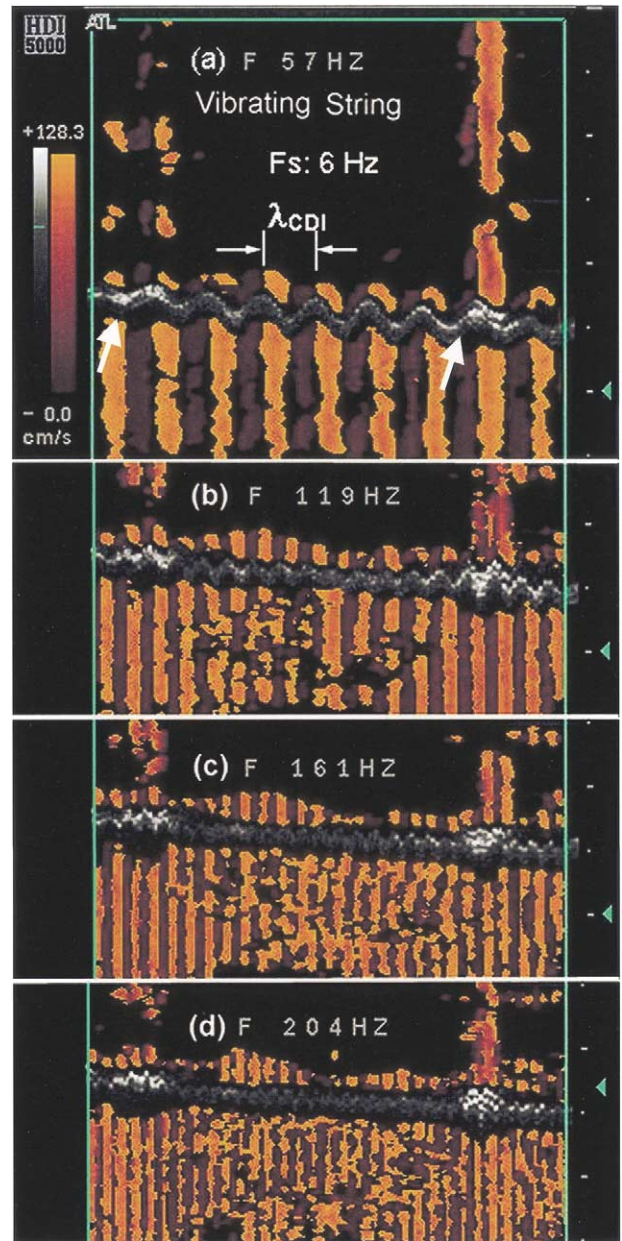 HDI
5000
ATL
(a) F 57HZ
Vibrating String
+128.3
Fs: 6 Hz
λCDI
- 0.0
cm/s
(b) F 119HZ
(c) F 161HZ
(d) F 204HZ